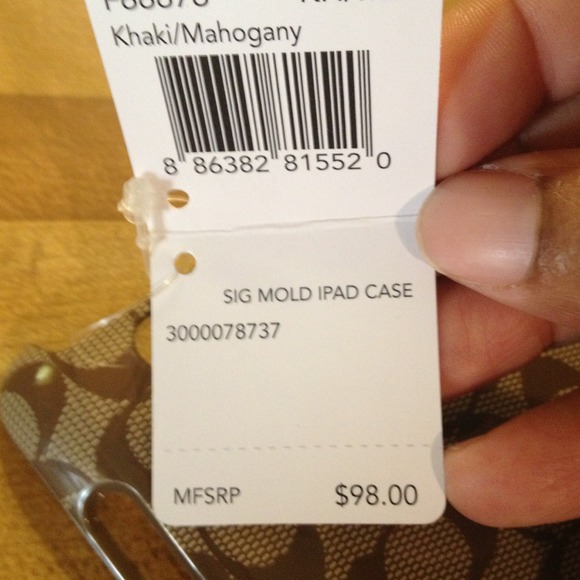 Khaki/Mahogany
8 86382 81552 0
SIG MOLD IPAD CASE
3000078737
MFSRP $98.00